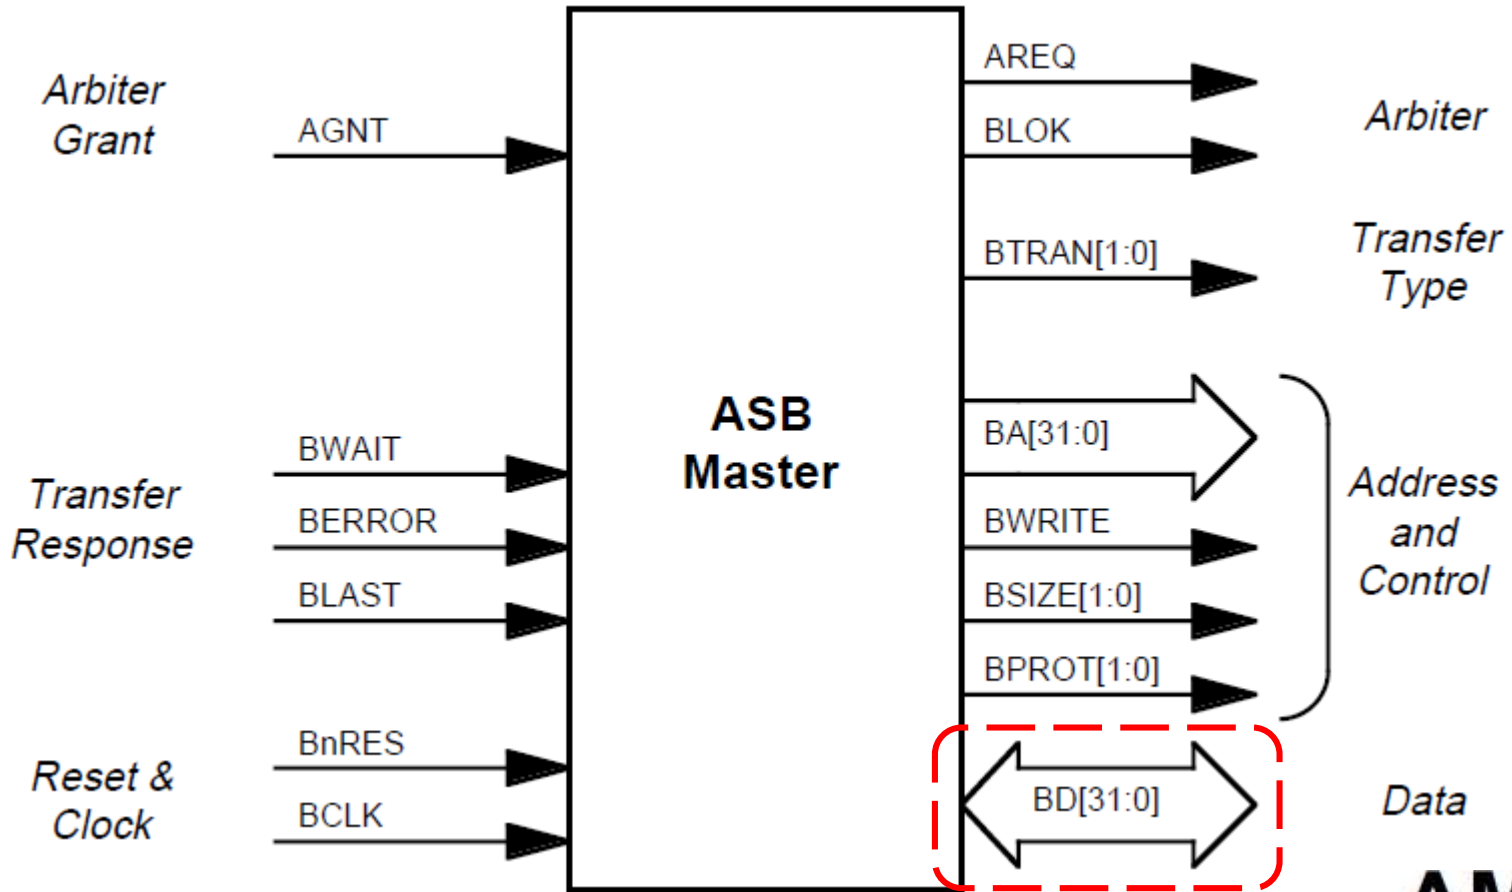 Arbiter
Grant
AGNT
BWAIT
Transfer
Response
BERROR
BLAST
BnRES
Reset &
Clock
BCLK
ASB
Master
AREQ
BLOK
Arbiter
BTRAN[1:0]
Transfer
Type
BA[31:0]
BWRITE
BSIZE[1:0]
BPROT[1:0]
Address
and
Control
BD[31:0]
Data